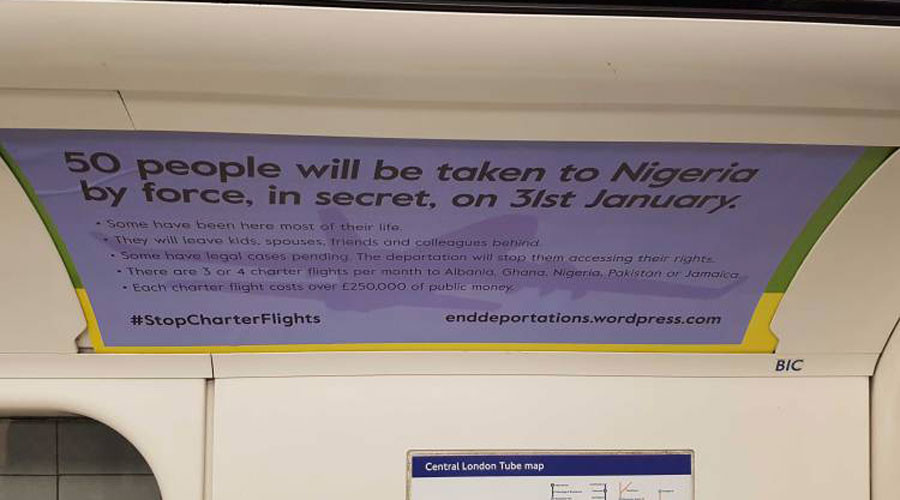 50 people will be taken to Nigeria
by force, in secret, on 31st January.
• Some have been here most of their life.
• They will leave kids, spouses, friends and colleagues behind.
• Some have legal cases pending. The deportation will stop them accessing their rights.
• There are 3 or 4 charter flights per month to Albania, Ghana, Nigeria, Pakistan or Jamaica.
• Each charter flight costs over £250,000 of public money.
#StopCharterFlights
enddeportations.wordpress.com
BIC
Central London Tube map